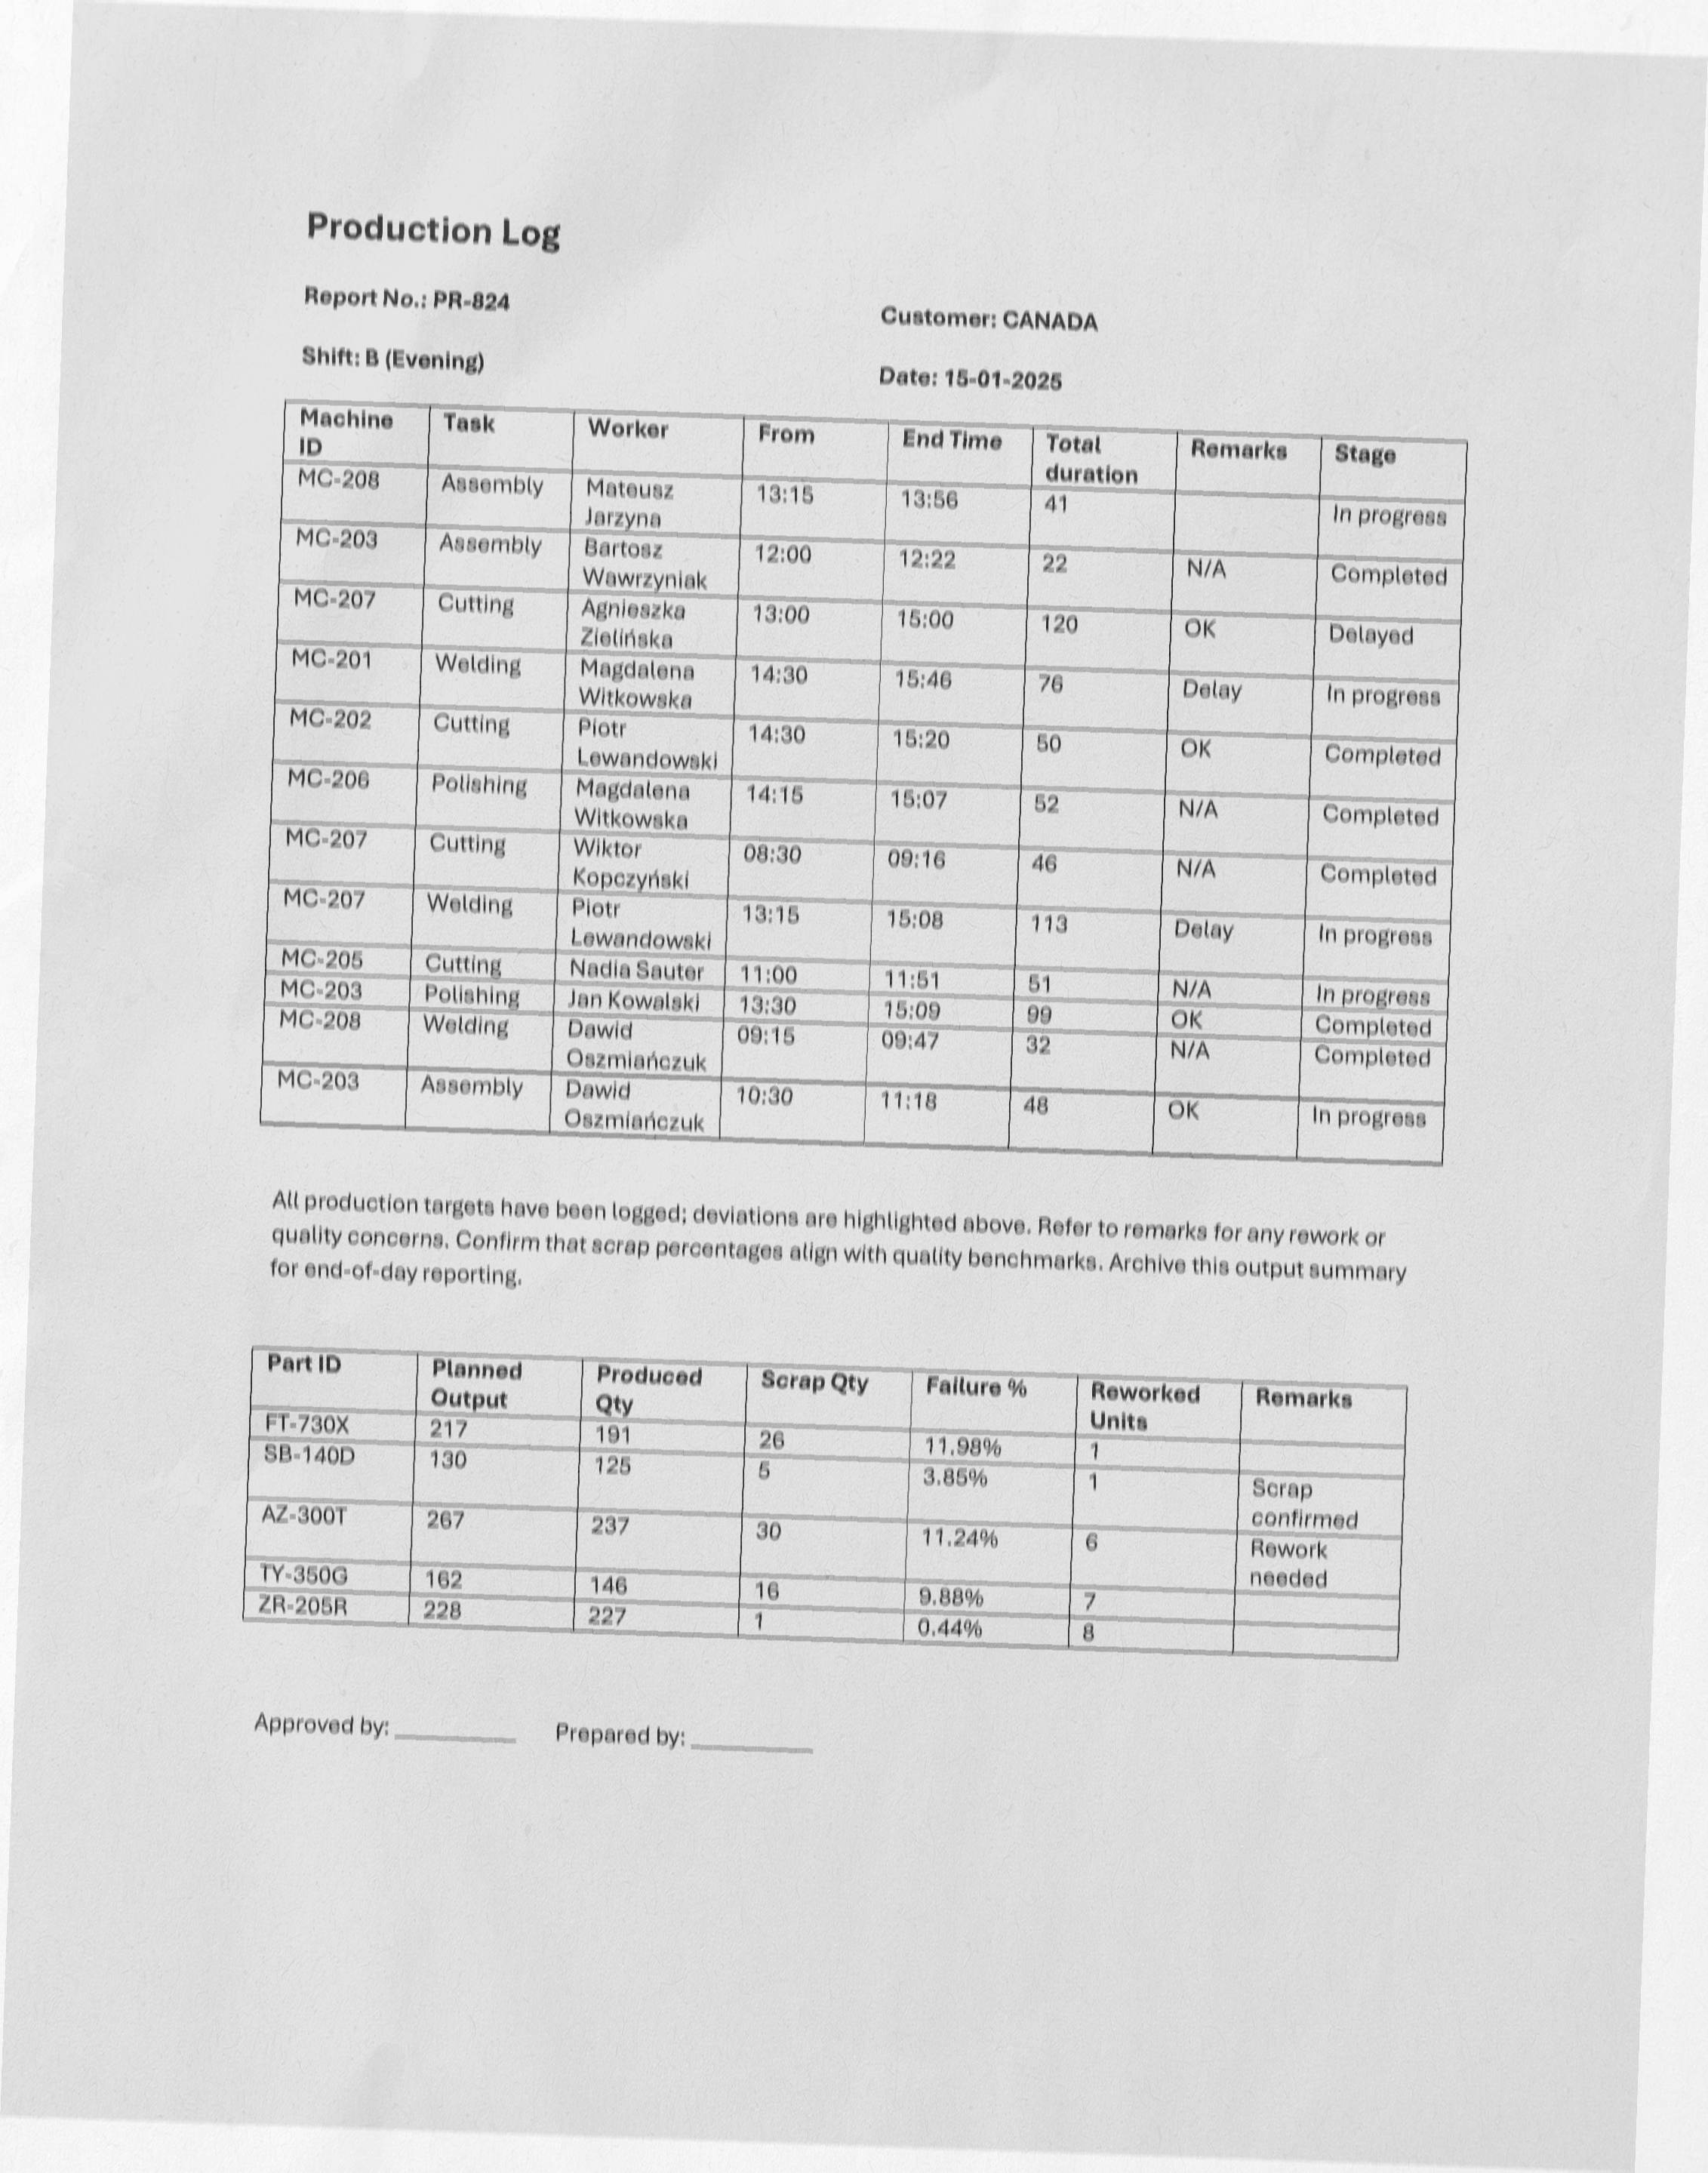 Production Log
Report No.: PR-824
Customer: CANADA
Shift: B (Evening)
Date: 15-01-2025
Machine ID Task Worker From End Time Total duration Remarks Stage
MC-208 Assembly Mateusz Jarzyna 13:15 13:56 41 In progress
MC-203 Assembly Bartosz Wawrzyniak 12:00 12:22 22 N/A Completed
MC-207 Cutting Agnieszka Zielińska 13:00 15:00 120 OK Delayed
MC-201 Welding Magdalena Witkowska 14:30 15:46 76 Delay In progress
MC-202 Cutting Piotr Lewandowski 14:30 15:20 50 OK Completed
MC-206 Polishing Magdalena Witkowska 14:15 15:07 52 N/A Completed
MC-207 Cutting Wiktor Kopczyński 08:30 09:16 46 N/A Completed
MC-207 Welding Piotr Lewandowski 13:15 15:08 113 Delay In progress
MC-205 Cutting Nadia Sauter 11:00 11:51 51 N/A In progress
MC-203 Polishing Jan Kowalski 13:30 15:09 99 OK Completed
MC-208 Welding Dawid Oszmiańczuk 09:15 09:47 32 N/A Completed
MC-203 Assembly Dawid Oszmiańczuk 10:30 11:18 48 OK In progress
All production targets have been logged; deviations are highlighted above. Refer to remarks for any rework or
quality concerns. Confirm that scrap percentages align with quality benchmarks. Archive this output summary
for end-of-day reporting.
Part ID Planned Output Produced Qty Scrap Qty Failure % Reworked Units Remarks
FT-730X 217 191 26 11.98% 1
SB-140D 130 125 5 3.85% 1 Scrap confirmed
AZ-300T 267 237 30 11.24% 6 Rework needed
TY-350G 162 146 16 9.88% 7
ZR-205R 228 227 1 0.44% 8
Approved by: __________ Prepared by: __________